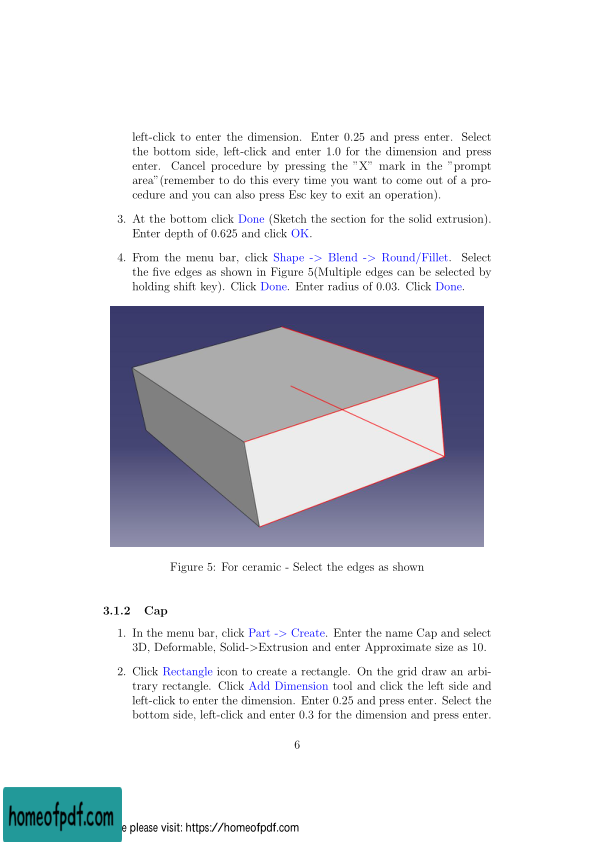 left-click to enter the dimension. Enter 0.25 and press enter. Select
the bottom side, left-click and enter 1.0 for the dimension and press
enter. Cancel procedure by pressing the ”X” mark in the ”prompt
area”(remember to do this every time you want to come out of a pro-
cedure and you can also press Esc key to exit an operation).
3. At the bottom click Done (Sketch the section for the solid extrusion).
Enter depth of 0.625 and click OK.
4. From the menu bar, click Shape -> Blend -> Round/Fillet. Select
the five edges as shown in Figure 5(Multiple edges can be selected by
holding shift key). Click Done. Enter radius of 0.03. Click Done.
Figure 5: For ceramic - Select the edges as shown
3.1.2 Cap
1. In the menu bar, click Part -> Create. Enter the name Cap and select
3D, Deformable, Solid->Extrusion and enter Approximate size as 10.
2. Click Rectangle icon to create a rectangle. On the grid draw an arbi-
trary rectangle. Click Add Dimension tool and click the left side and
left-click to enter the dimension. Enter 0.25 and press enter. Select the
bottom side, left-click and enter 0.3 for the dimension and press enter.
6
homeofpdf.com
e please visit: https://homeofpdf.com